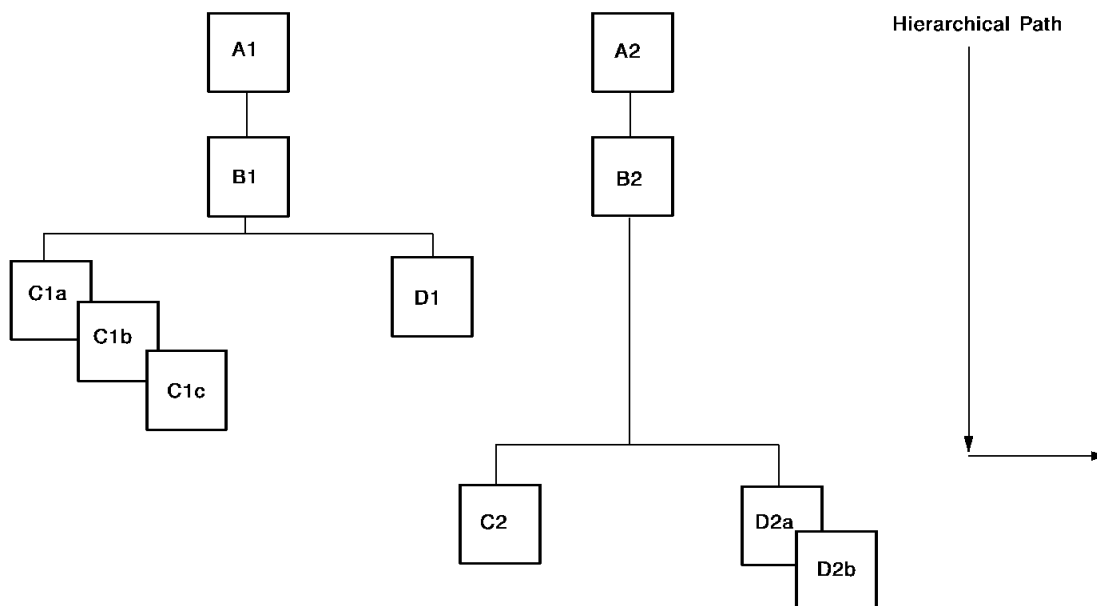 A1
A2
Hierarchical Path
B1
B2
C1a
D1
C1b
C1c
C2
D2a
D2b